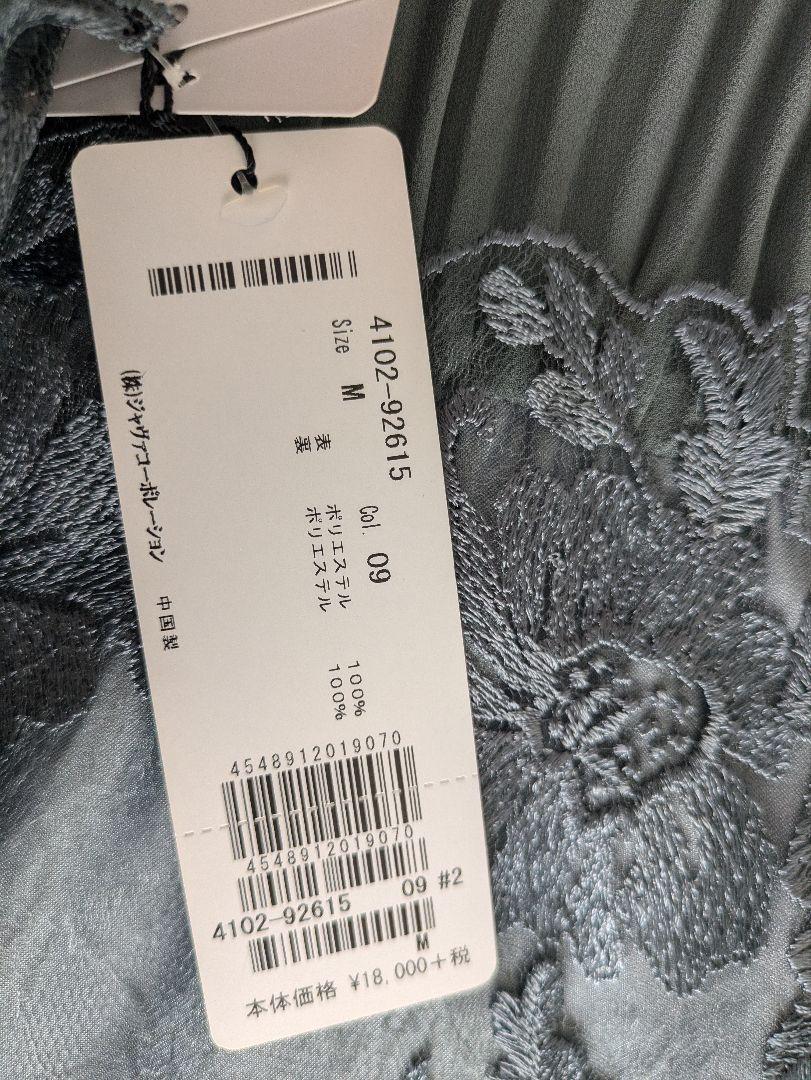 4102-92615 Col. 09
Size M
表 ポリエステル 100%
裏 ポリエステル 100%
(株)ジャヴァコーポレーション 中国製
4548912019070
4548912019070
4102-92615 09 #2
M
本体価格 ¥18,000+税